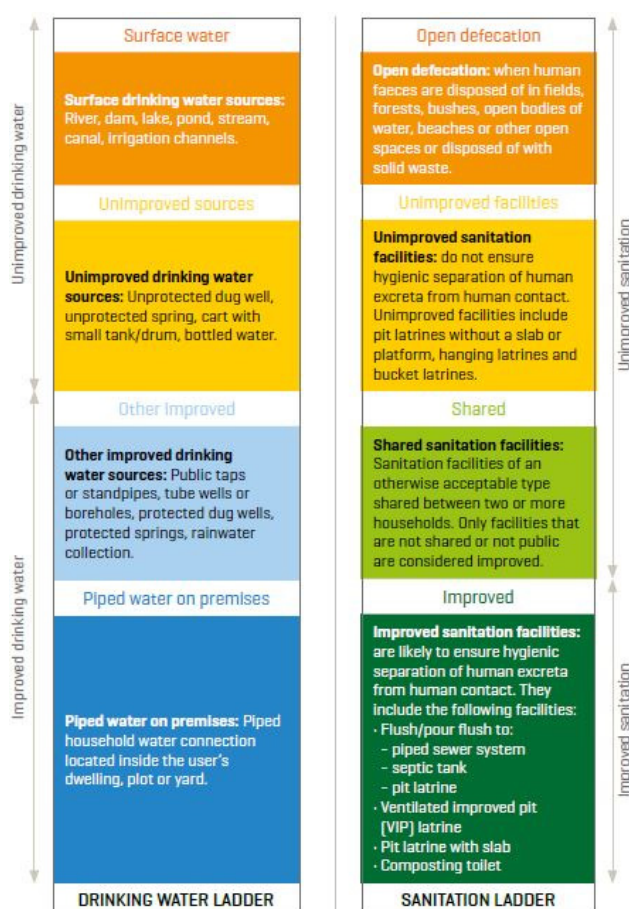 Surface water
Surface drinking water sources:
River, dam, lake, pond, stream,
canal, irrigation channels.
Unimproved sources
Unimproved drinking water
sources: Unprotected dug well,
unprotected spring, cart with
small tank/drum, bottled water.
Other Improved
Other improved drinking
water sources: Public taps
or standpipes, tube wells or
boreholes, protected dug wells,
protected springs, rainwater
collection.
Piped water on premises
Piped water on premises: Piped
household water connection
located inside the user's
dwelling, plot or yard.
DRINKING WATER LADDER
Unimproved drinking water
Improved drinking water
Open defecation
Open defecation: when human
faeces are disposed of in fields,
forests, bushes, open bodies of
water, beaches or other open
spaces or disposed of with
solid waste.
Unimproved facilities
Unimproved sanitation
facilities: do not ensure
hygienic separation of human
excreta from human contact.
Unimproved facilities include
pit latrines without a slab or
platform, hanging latrines and
bucket latrines.
Shared
Shared sanitation facilities:
Sanitation facilities of an
otherwise acceptable type
shared between two or more
households. Only facilities that
are not shared or not public
are considered improved.
Improved
Improved sanitation facilities:
are likely to ensure hygienic
separation of human excreta
from human contact. They
include the following facilities:
· Flush/pour flush to:
– piped sewer system
– septic tank
– pit latrine
· Ventilated improved pit
(VIP) latrine
· Pit latrine with slab
· Composting toilet
SANITATION LADDER
Unimproved sanitation
Improved sanitation